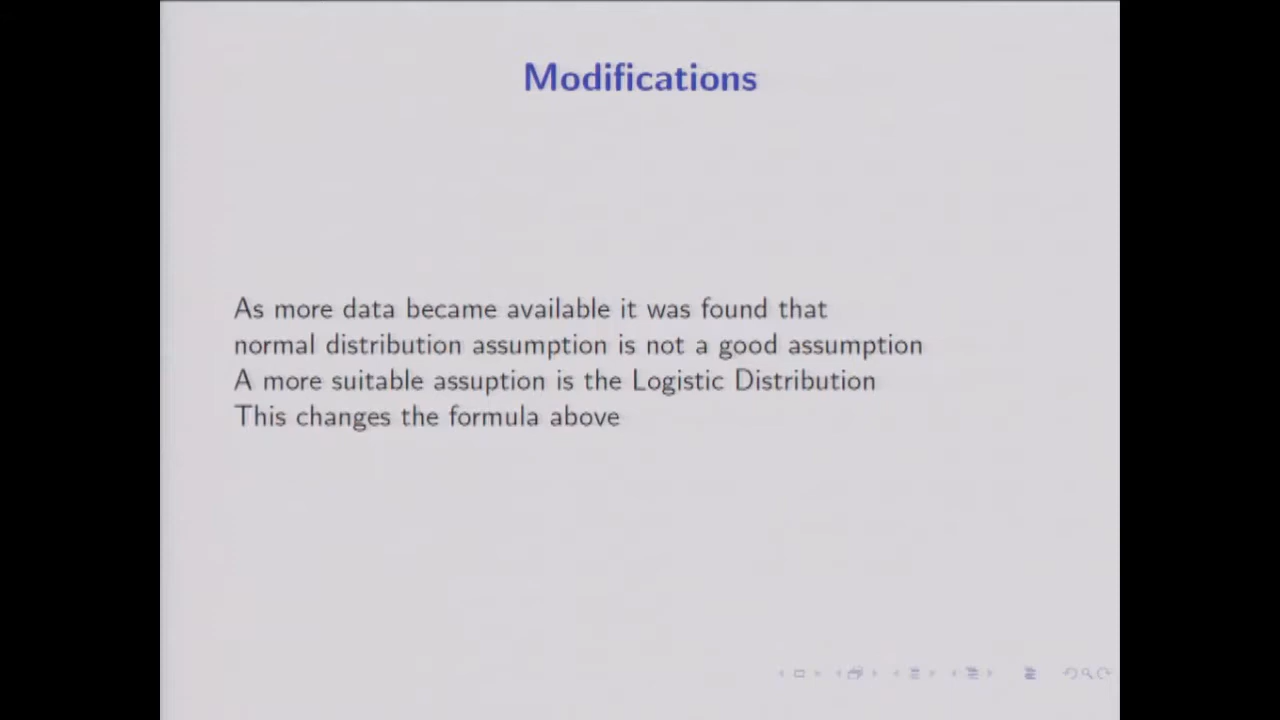 Modifications
As more data became available it was found that
normal distribution assumption is not a good assumption
A more suitable assuption is the Logistic Distribution
This changes the formula above